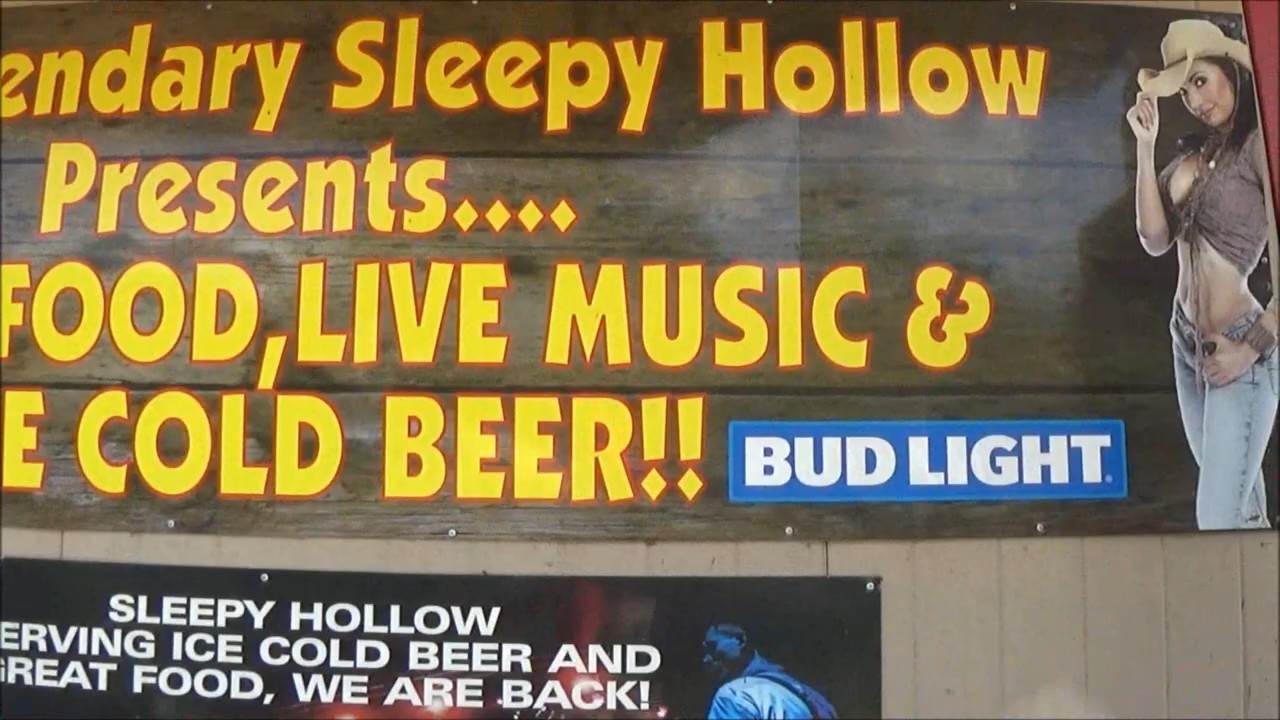 endary Sleepy Hollow
Presents....
FOOD,LIVE MUSIC &
E COLD BEER!!
BUD LIGHT
SLEEPY HOLLOW
ERVING ICE COLD BEER AND
GREAT FOOD, WE ARE BACK!